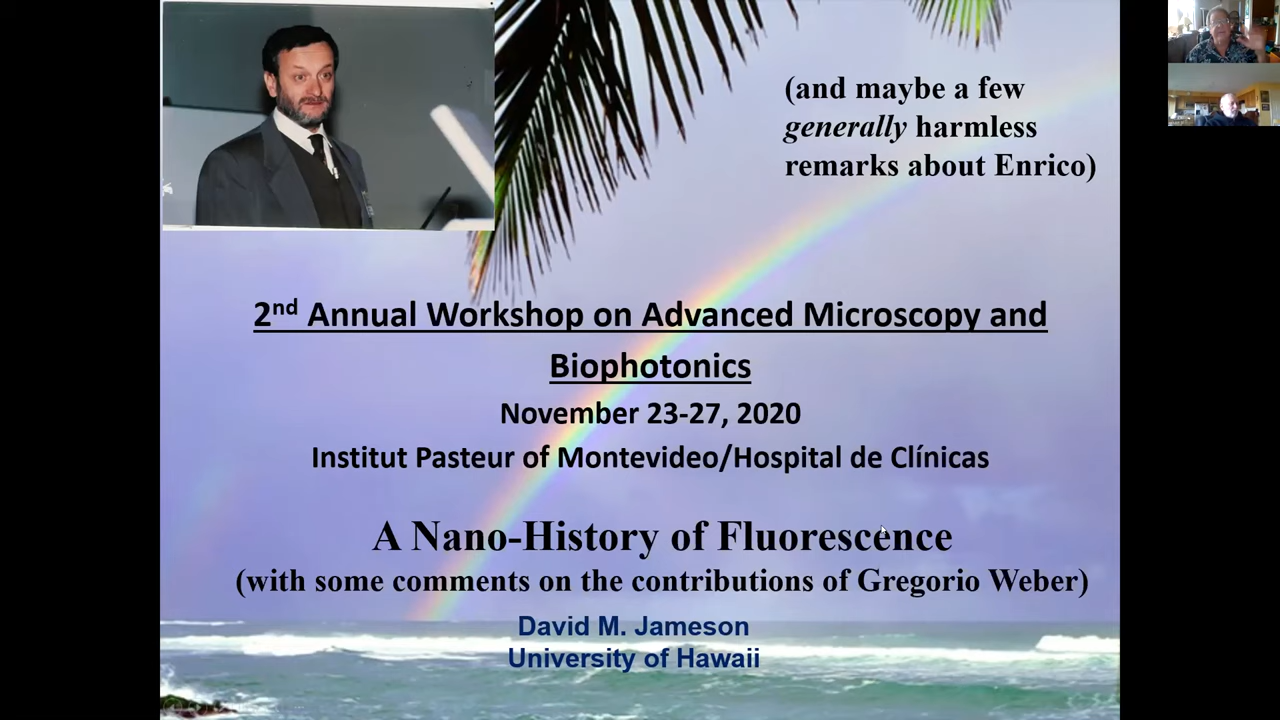 (and maybe a few
generally harmless
remarks about Enrico)
2nd Annual Workshop on Advanced Microscopy and
Biophotonics
November 23-27, 2020
Institut Pasteur of Montevideo/Hospital de Clínicas
A Nano-History of Fluorescence
(with some comments on the contributions of Gregorio Weber)
David M. Jameson
University of Hawaii